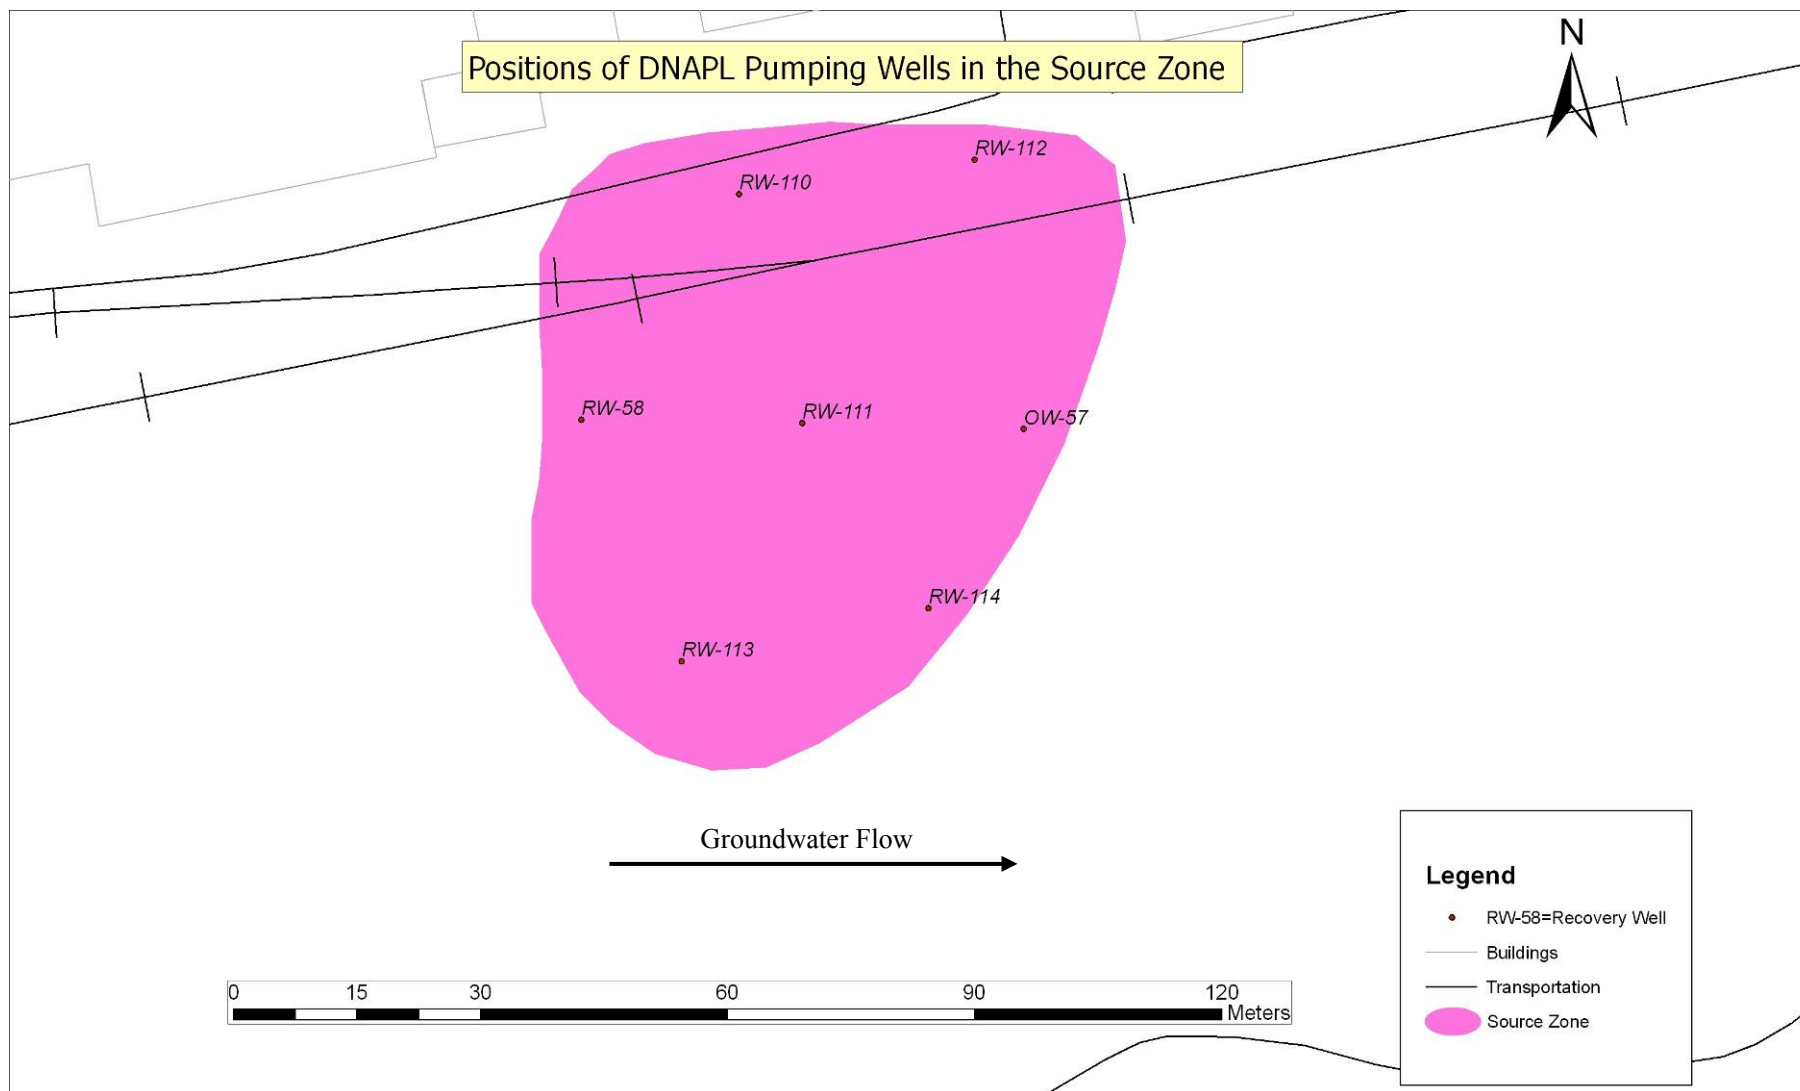 Positions of DNAPL Pumping Wells in the Source Zone
N
RW-112
RW-110
RW-58
RW-111
OW-57
RW-114
RW-113
Groundwater Flow
Legend
RW-58=Recovery Well
Buildings
Transportation
Source Zone
0 15 30 60 90 120
Meters